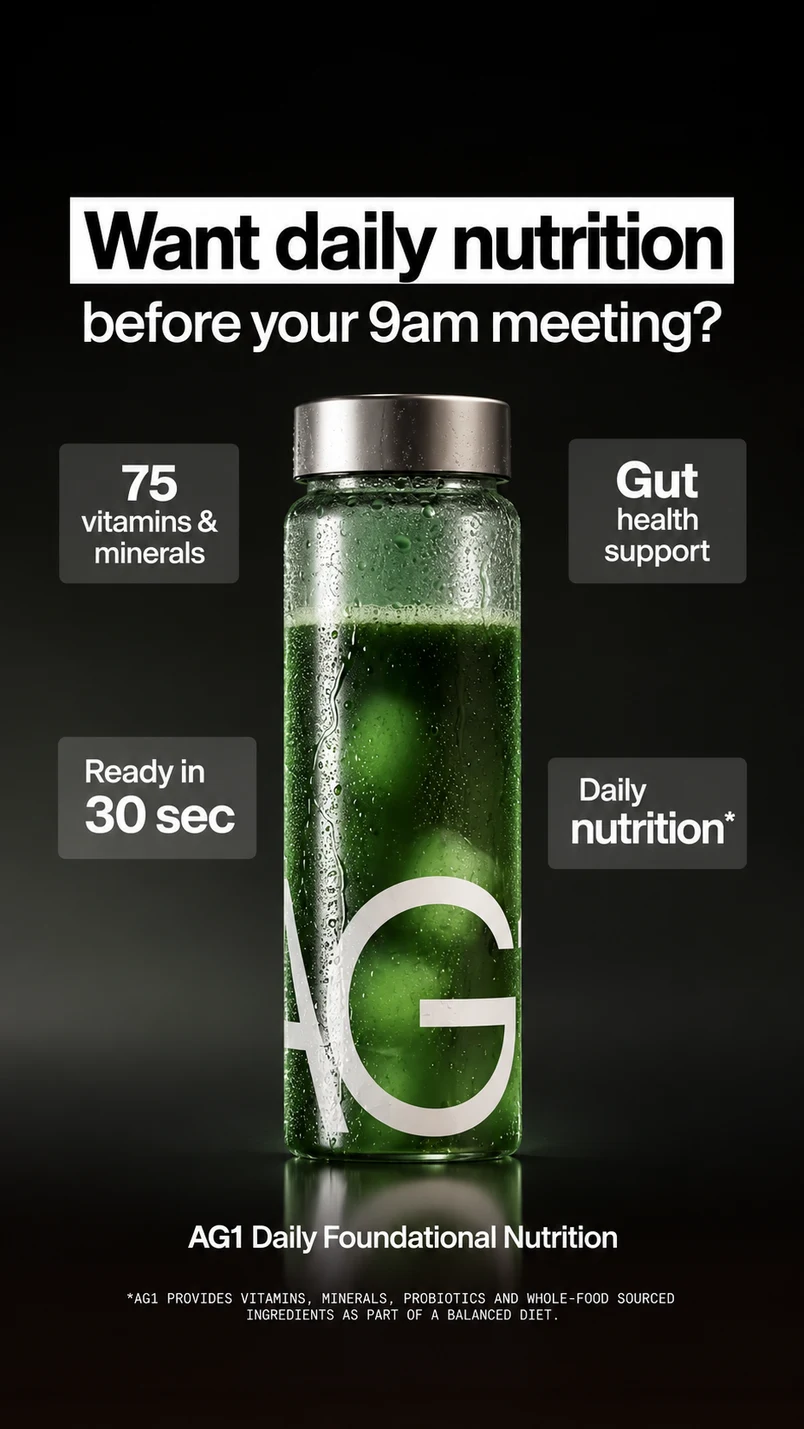 Want daily nutrition
before your 9am meeting?
75
vitamins &
minerals
Gut
health
support
Ready in
30 sec
Daily
nutrition*
AG
AG1 Daily Foundational Nutrition
*AG1 PROVIDES VITAMINS, MINERALS, PROBIOTICS AND WHOLE-FOOD SOURCED
INGREDIENTS AS PART OF A BALANCED DIET.